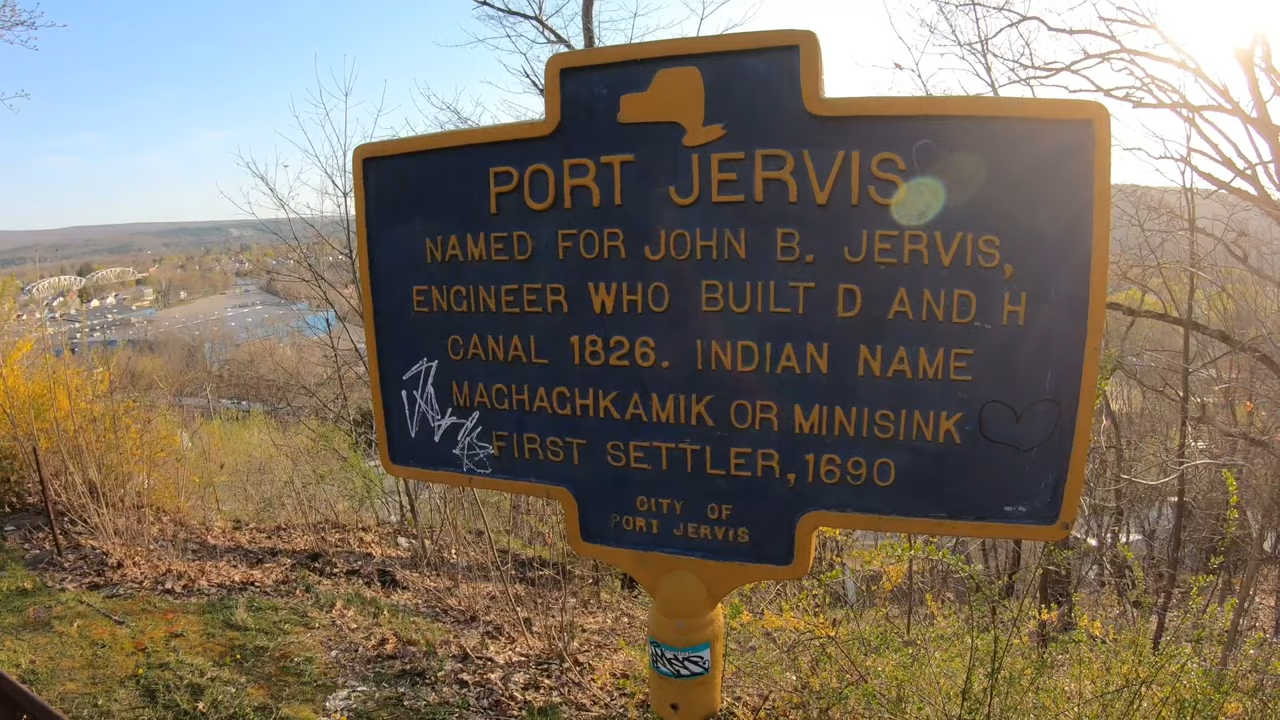 PORT JERVIS
NAMED FOR JOHN B. JERVIS,
ENGINEER WHO BUILT D AND H
CANAL 1826. INDIAN NAME
MAGHAGHKAMIK OR MINISINK
FIRST SETTLER, 1690
CITY OF
PORT JERVIS